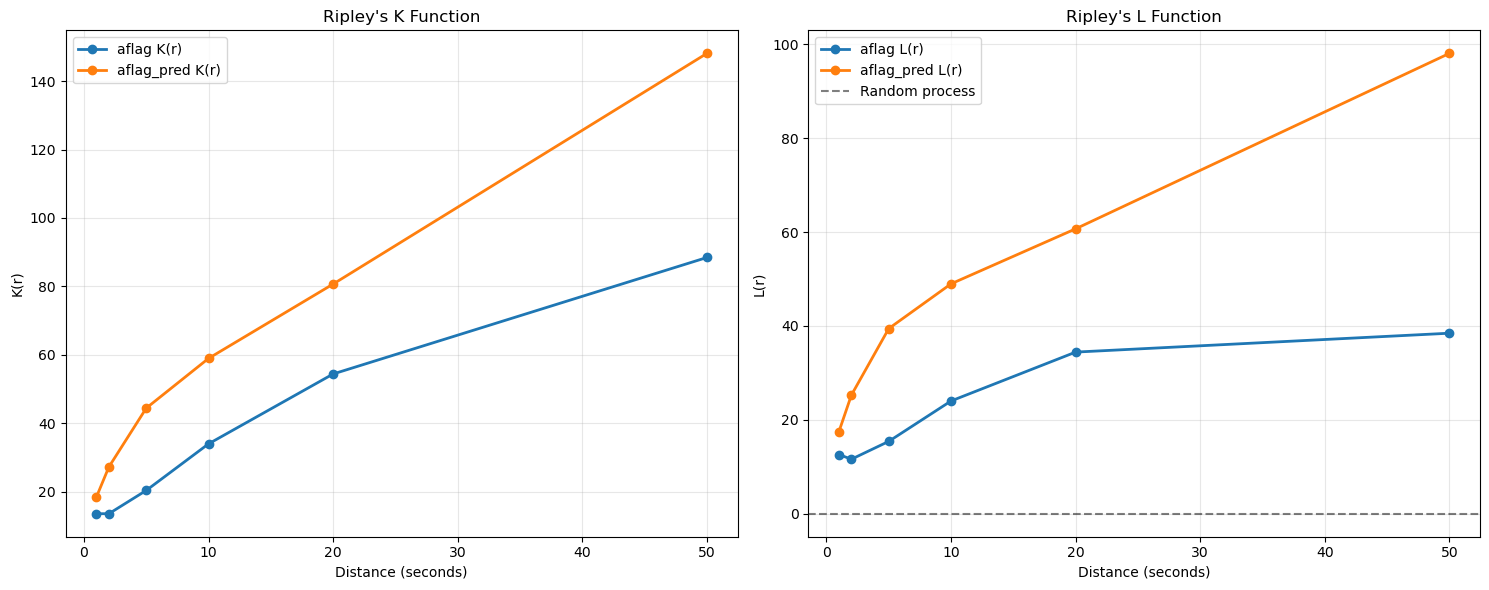 Ripley's K Function
aflag K(r)
aflag_pred K(r)
K(r)
140
120
100
80
60
40
20
0 10 20 30 40 50
Distance (seconds)
Ripley's L Function
aflag L(r)
aflag_pred L(r)
Random process
L(r)
100
80
60
40
20
0
0 10 20 30 40 50
Distance (seconds)